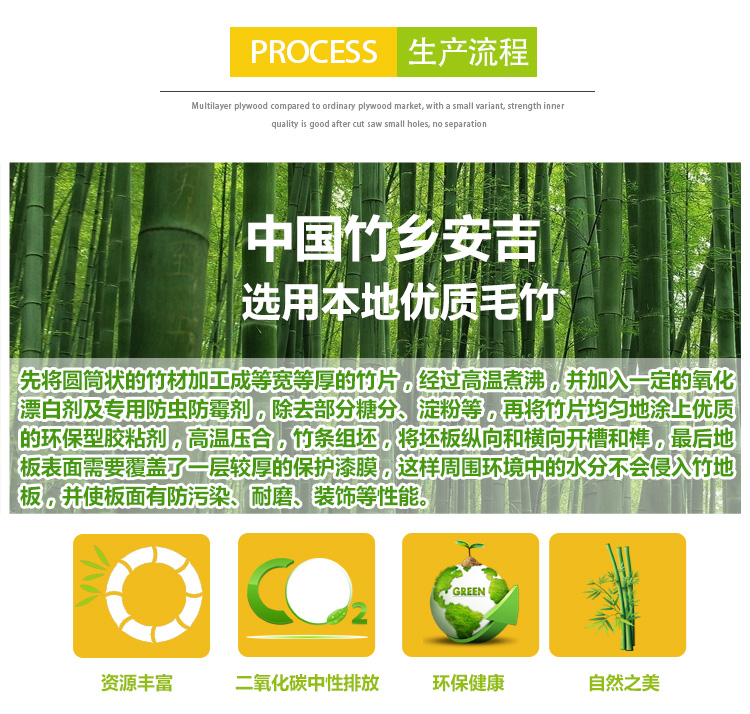 PROCESS 生产流程
Multilayer plywood compared to ordinary plywood market, with a small variant, strength inner
quality is good after cut saw small holes, no separation
中国竹乡安吉
选用本地优质毛竹
先将圆筒状的竹材加工成等宽等厚的竹片，经过高温煮沸，并加入一定的氧化
漂白剂及专用防虫防霉剂，除去部分糖分、淀粉等，再将竹片均匀地涂上优质
的环保型胶粘剂，高温压合，竹条组坯，将坯板纵向和横向开槽和榫，最后地
板表面需要覆盖了一层较厚的保护漆膜，这样周围环境中的水分不会侵入竹地
板，并使板面有防污染、耐磨、装饰等性能。
CO2
GREEN
资源丰富
二氧化碳中性排放
环保健康
自然之美